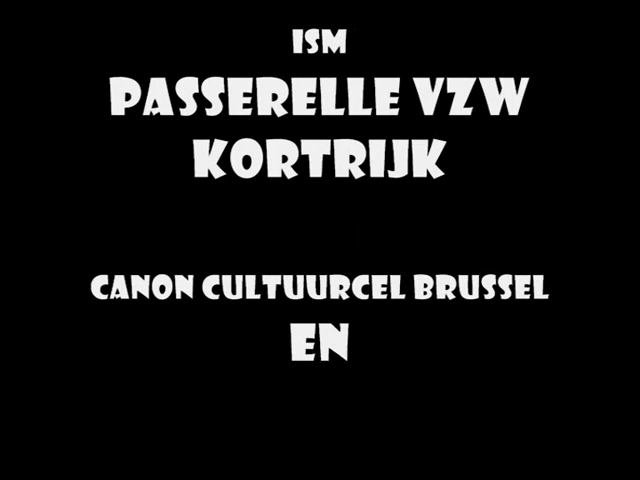 ISM
PASSERELLE VZW
KORTRIJK
CANON CULTUURCEL BRUSSEL
EN